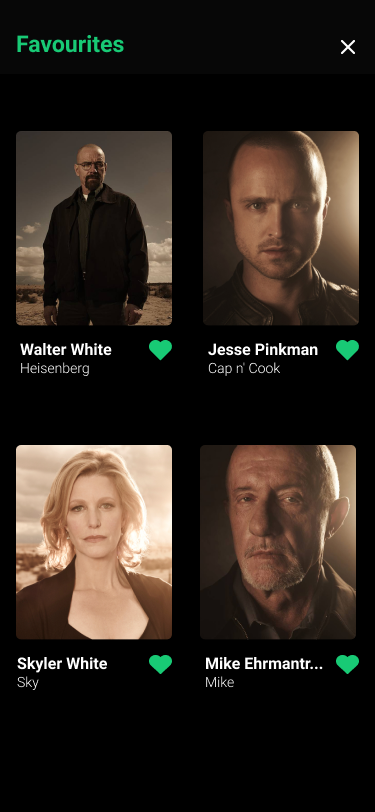 Favourites
Walter White
Heisenberg
Jesse Pinkman
Cap n' Cook
Skyler White
Sky
Mike Ehrmantr...
Mike